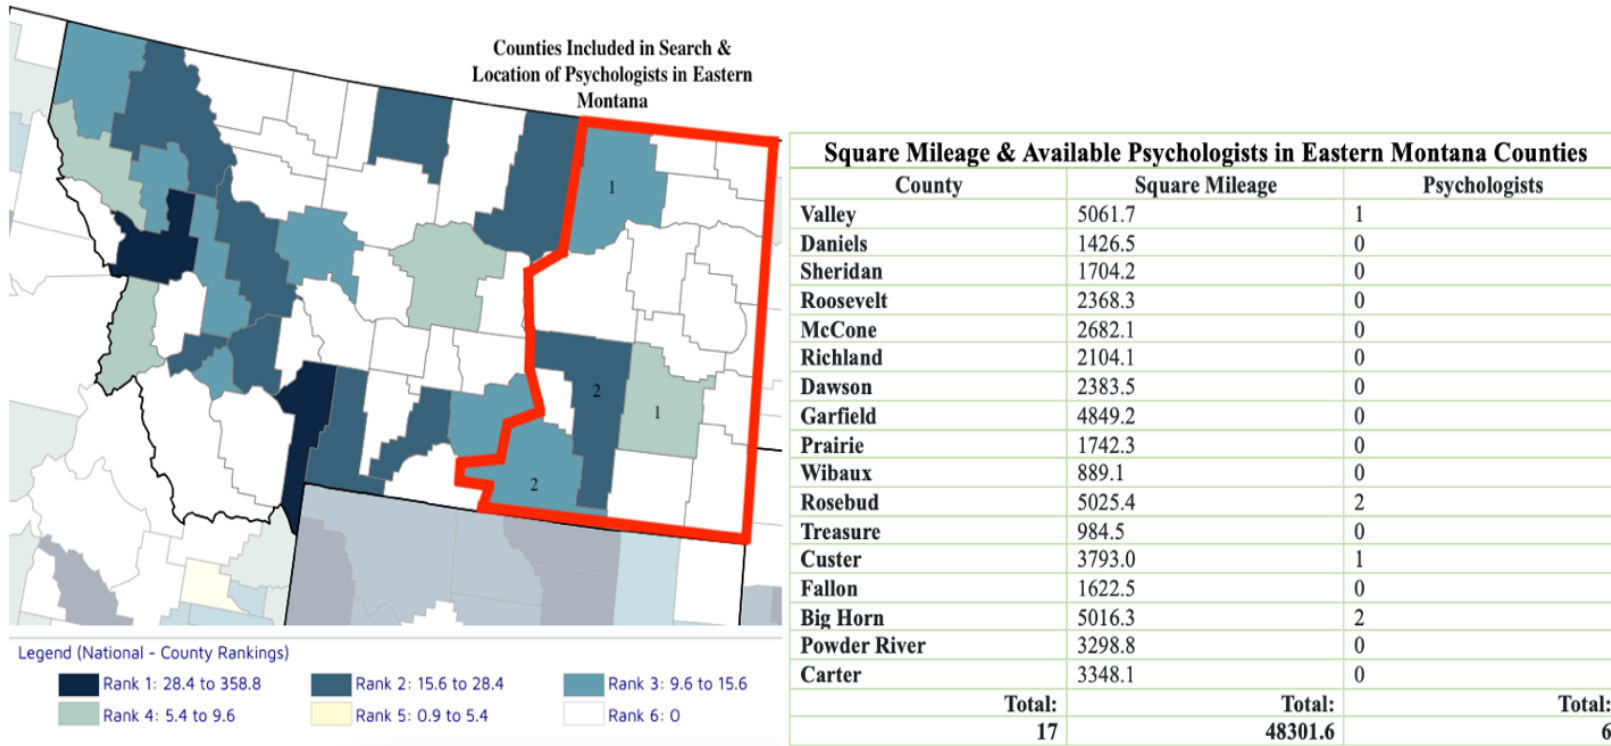 Counties Included in Search &
Location of Psychologists in Eastern
Montana
1
2
1
2
Legend (National - County Rankings)
Rank 1: 28.4 to 358.8 Rank 2: 15.6 to 28.4 Rank 3: 9.6 to 15.6
Rank 4: 5.4 to 9.6 Rank 5: 0.9 to 5.4 Rank 6: 0
Square Mileage & Available Psychologists in Eastern Montana Counties
County Square Mileage Psychologists
Valley 5061.7 1
Daniels 1426.5 0
Sheridan 1704.2 0
Roosevelt 2368.3 0
McCone 2682.1 0
Richland 2104.1 0
Dawson 2383.5 0
Garfield 4849.2 0
Prairie 1742.3 0
Wibaux 889.1 0
Rosebud 5025.4 2
Treasure 984.5 0
Custer 3793.0 1
Fallon 1622.5 0
Big Horn 5016.3 2
Powder River 3298.8 0
Carter 3348.1 0
Total: Total: Total:
17 48301.6 6